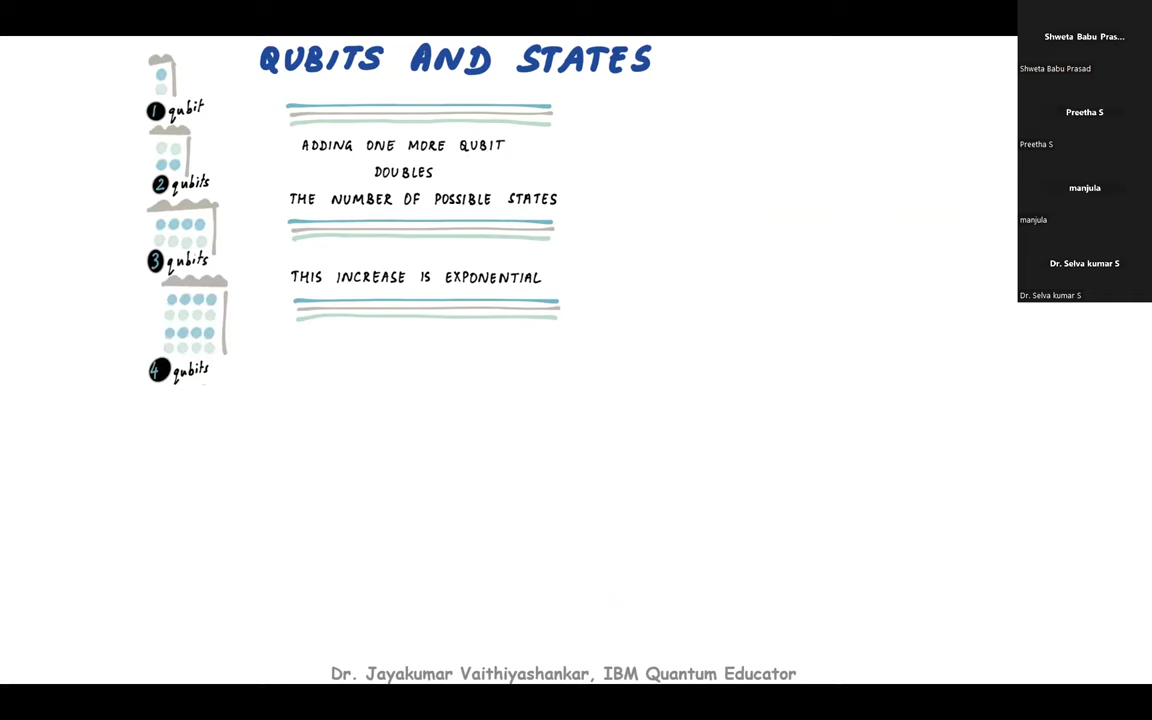 QUBITS AND STATES
1 qubit
2 qubits
3 qubits
4 qubits
ADDING ONE MORE QUBIT
DOUBLES
THE NUMBER OF POSSIBLE STATES
THIS INCREASE IS EXPONENTIAL
Dr. Jayakumar Vaithiyashankar, IBM Quantum Educator
Shweta Babu Pras...
Shweta Babu Prasad
Preetha S
Preetha S
manjula
manjula
Dr. Selva kumar S
Dr. Selva kumar S